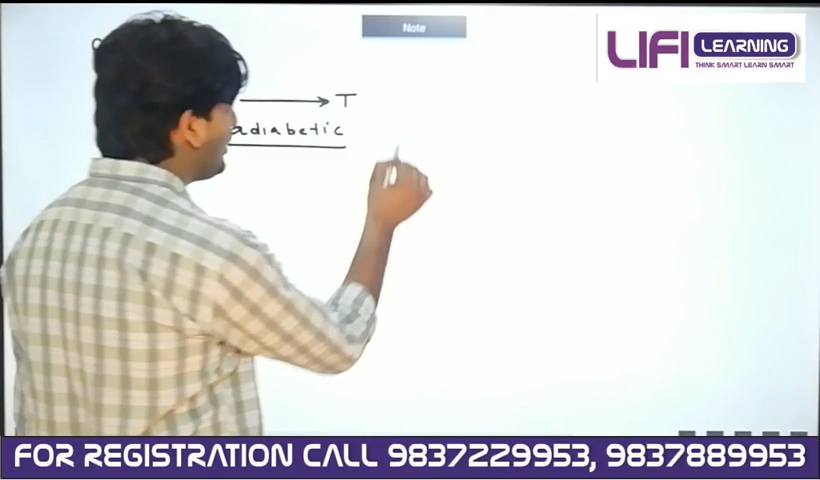 Note
LIFI LEARNING
THINK SMART LEARN SMART
T
adiabetic
FOR REGISTRATION CALL 9837229953, 9837889953